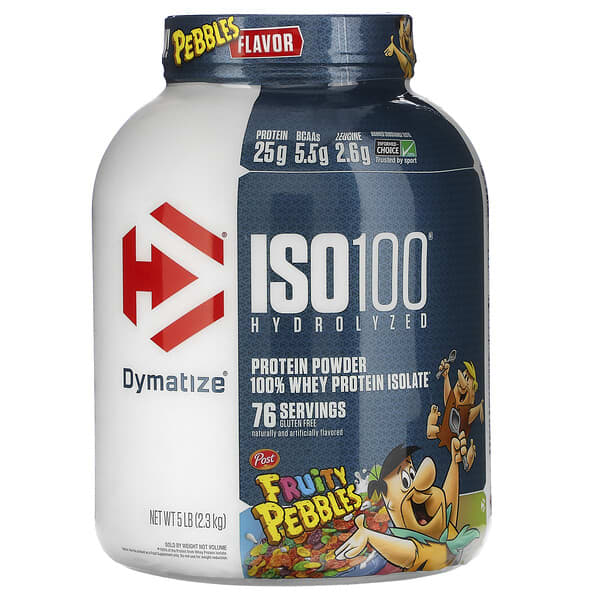 PEBBLES
FLAVOR
PROTEIN BCAAs LEUCINE
25g 5.5g 2.6g
INFORMED
CHOICE
Trusted by sport
ISO100®
HYDROLYZED
PROTEIN POWDER
100% WHEY PROTEIN ISOLATE*
76 SERVINGS
GLUTEN FREE
naturally and artificially flavored
Dymatize®
Post
FRUITY
PEBBLES
NET WT 5 LB (2.3 kg)
SOLD BY WEIGHT NOT VOLUME